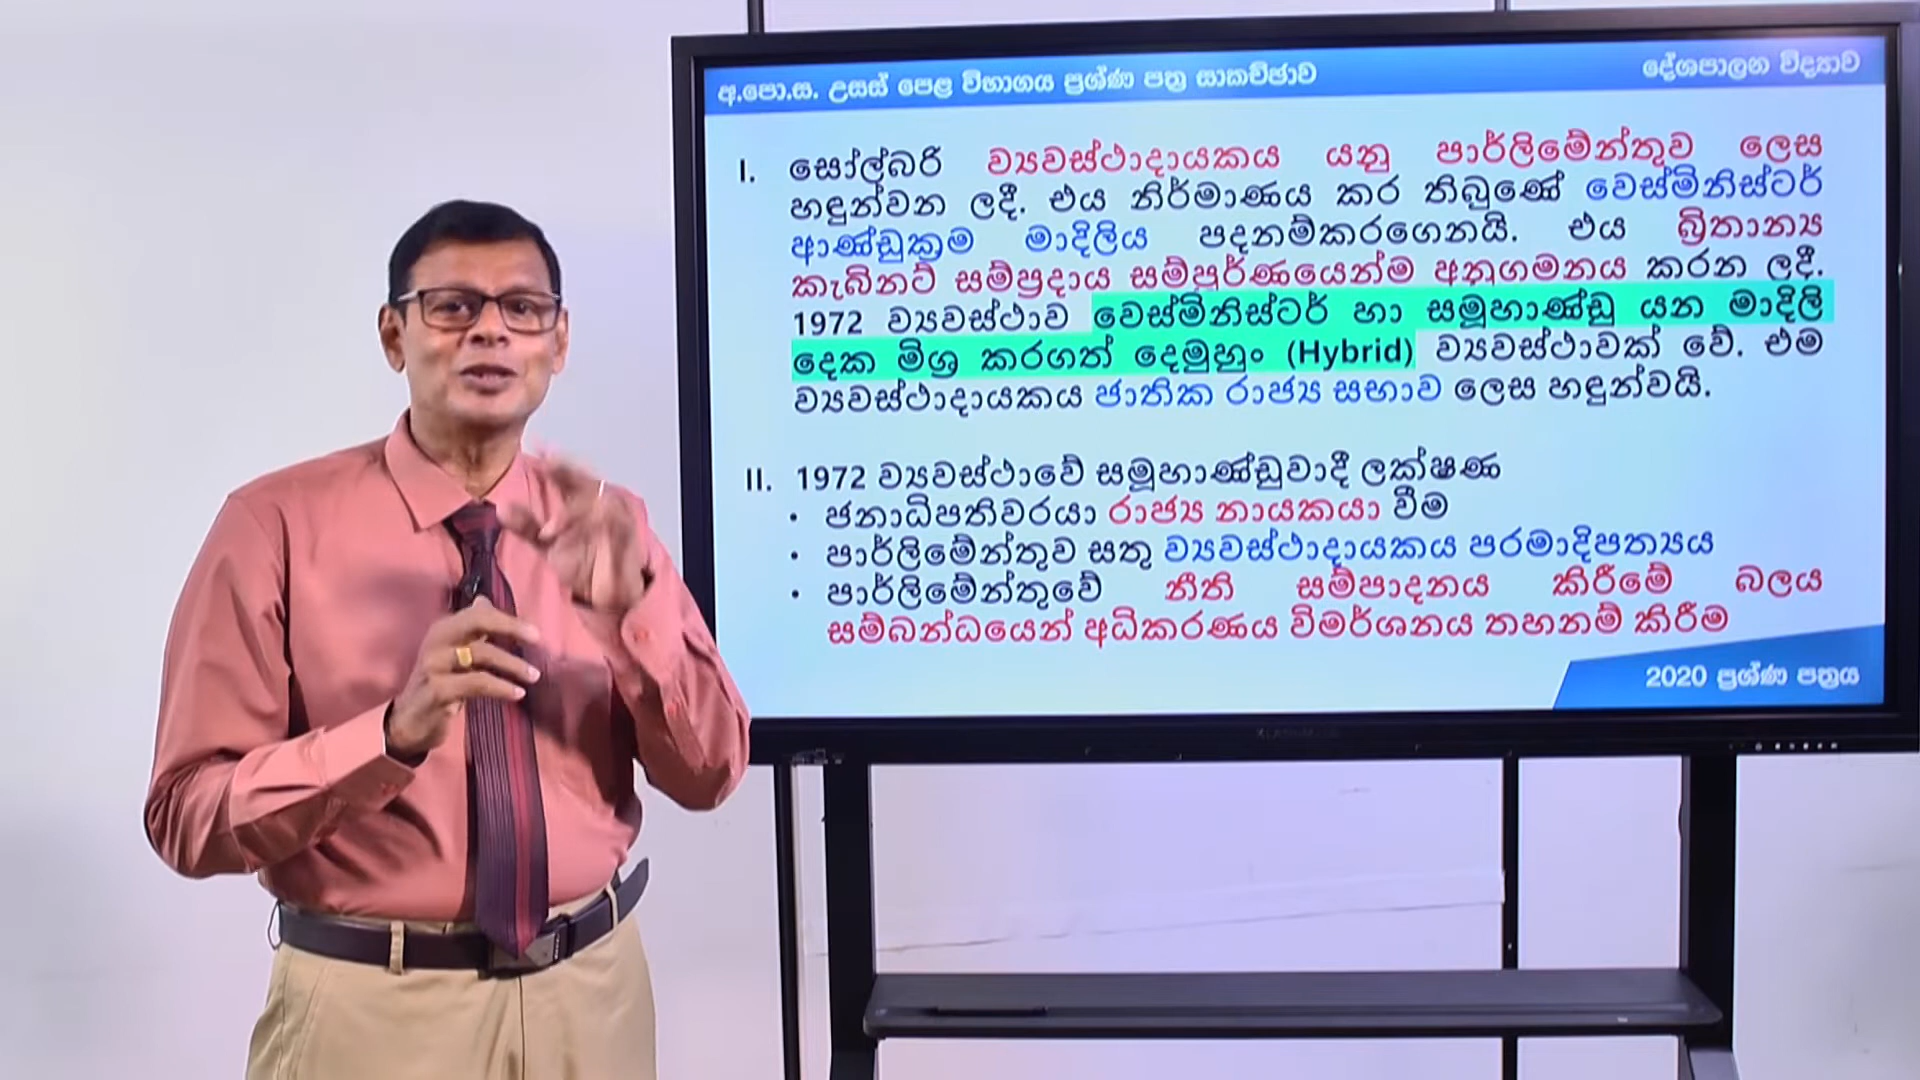 අ.පො.ස. උසස් පෙළ විභාගය ප්‍රශ්ණ පත්‍ර සාකච්ඡාව
දේශපාලන විද්‍යාව
I. සෝල්බරි ව්‍යවස්ථාදායකය යනු පාර්ලිමේන්තුව ලෙස
හඳුන්වන ලදී. එය නිර්මාණය කර තිබුණේ වෙස්මිනිස්ටර්
ආණ්ඩුක්‍රම මාදිලිය පදනම්කරගෙනයි. එය බ්‍රිතාන්‍ය
කැබිනට් සම්ප්‍රදාය සම්පූර්ණයෙන්ම අනුගමනය කරන ලදී.
1972 ව්‍යවස්ථාව වෙස්මිනිස්ටර් හා සමූහාණ්ඩු යන මාදිලි
දෙක මිශ්‍ර කරගත් දෙමුහුං (Hybrid) ව්‍යවස්ථාවක් වේ. එම
ව්‍යවස්ථාදායකය ජාතික රාජ්‍ය සභාව ලෙස හඳුන්වයි.
II. 1972 ව්‍යවස්ථාවේ සමූහාණ්ඩුවාදී ලක්ෂණ
• ජනාධිපතිවරයා රාජ්‍ය නායකයා වීම
• පාර්ලිමේන්තුව සතු ව්‍යවස්ථාදායකය පරමාදිපත්‍යය
• පාර්ලිමේන්තුවේ නීති සම්පාදනය කිරීමේ බලය
සම්බන්ධයෙන් අධිකරණය විමර්ශනය තහනම් කිරීම
2020 ප්‍රශ්ණ පත්‍රය